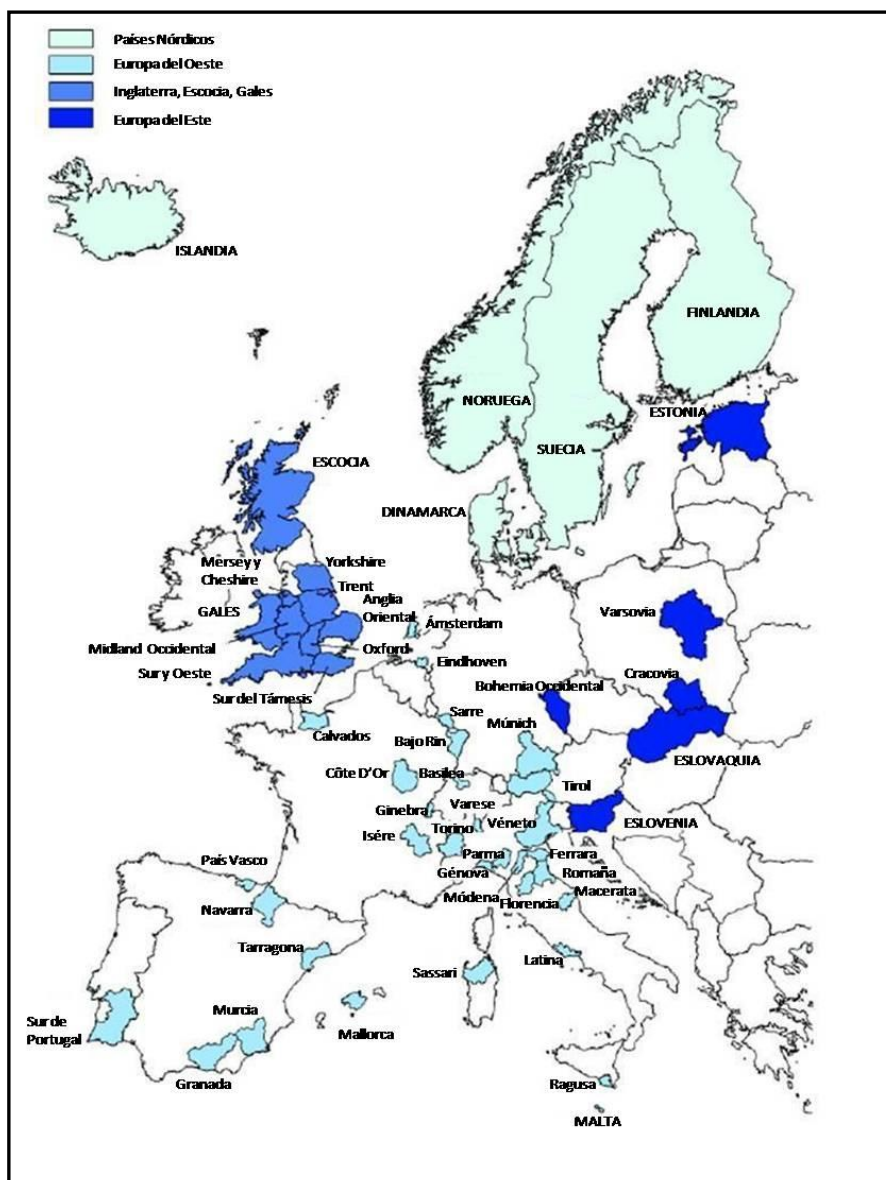 Países Nórdicos
Europa del Oeste
Inglaterra, Escocia, Gales
Europa del Este
ISLANDIA
FINLANDIA
NORUEGA
ESTONIA
SUECIA
ESCOCIA
DINAMARCA
Mersey y
Cheshire
Yorkshire
Trent
GALES
Anglia
Oriental
Ámsterdam
Varsovia
Midland Occidental
Oxford
Eindhoven
Sur y Oeste
Cracovia
Bohemia Occidental
Sur del Támesis
Sarre
Múnich
Calvados
Bajo Rin
ESLOVAQUIA
Côte D'Or
Basilea
Tirol
Ginebra
Varese
ESLOVENIA
Isére
Torino
Véneto
País Vasco
Parma
Ferrara
Génova
Romaña
Navarra
Módena
Macerata
Florencia
Tarragona
Sassari
Latina
Murcia
Sur de
Portugal
Mallorca
Granada
Ragusa
MALTA